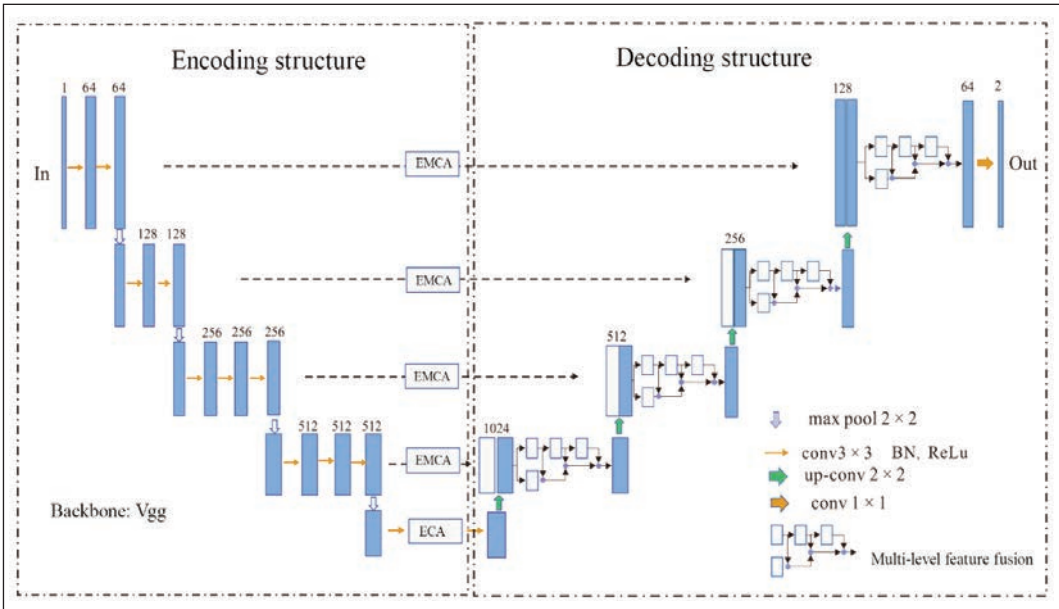 Encoding structure
Decoding structure
1 64 64
128 64 2
In
EMCA
Out
128 128
256
EMCA
256 256 256
512
EMCA
512 512 512
1024
EMCA
max pool 2 × 2
conv3 × 3 BN, ReLu
up-conv 2 × 2
Backbone: Vgg
ECA
conv 1 × 1
Multi-level feature fusion